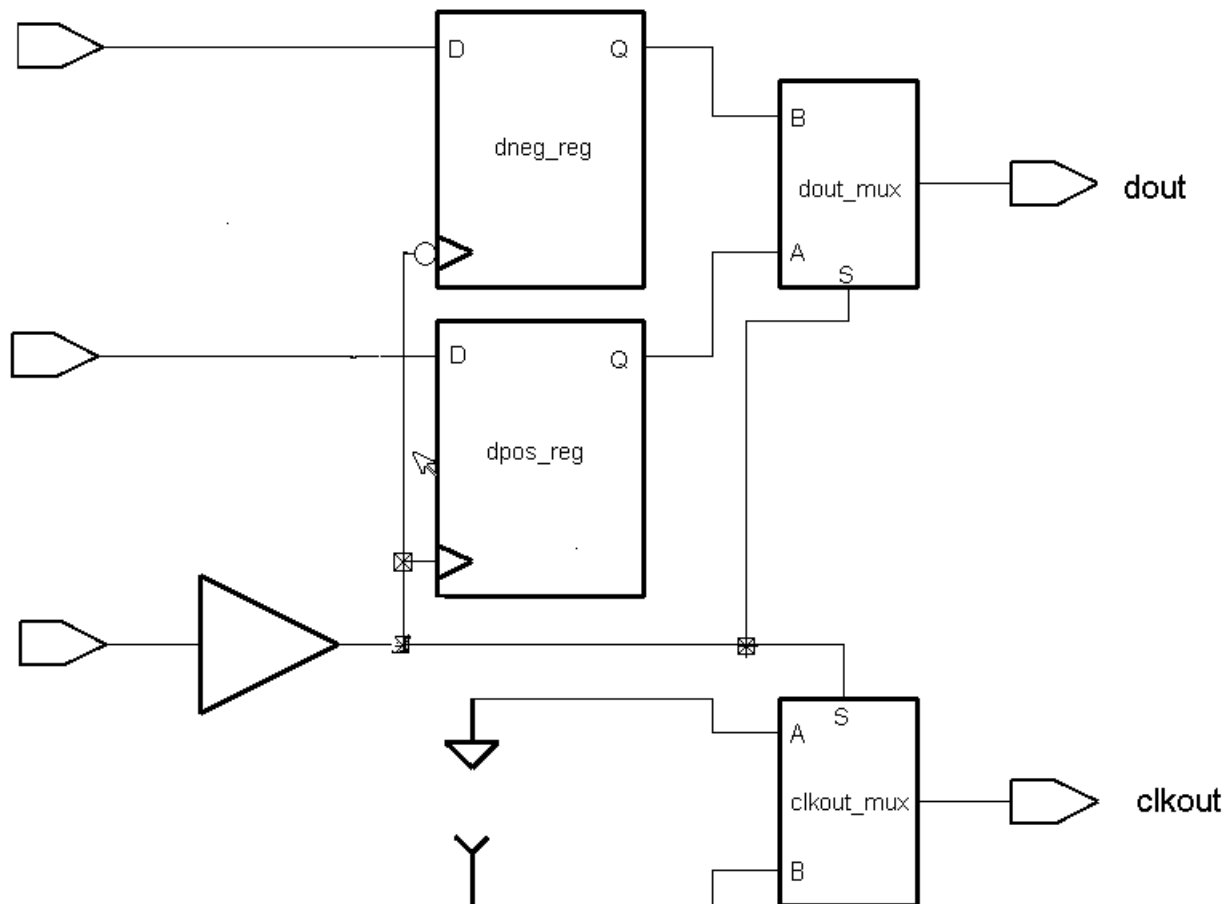 D
Q
dneg_reg
B
dout_mux
A
S
dout
D
Q
dpos_reg
S
A
clkout_mux
B
clkout